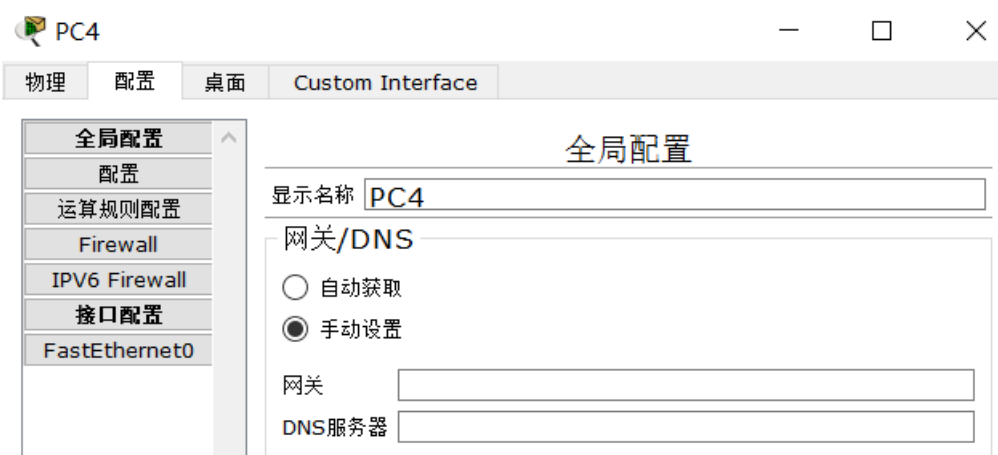 PC4
物理 配置 桌面 Custom Interface
全局配置
配置
运算规则配置
Firewall
IPV6 Firewall
接口配置
FastEthernet0
全局配置
显示名称 PC4
网关/DNS
自动获取
手动设置
网关
DNS服务器